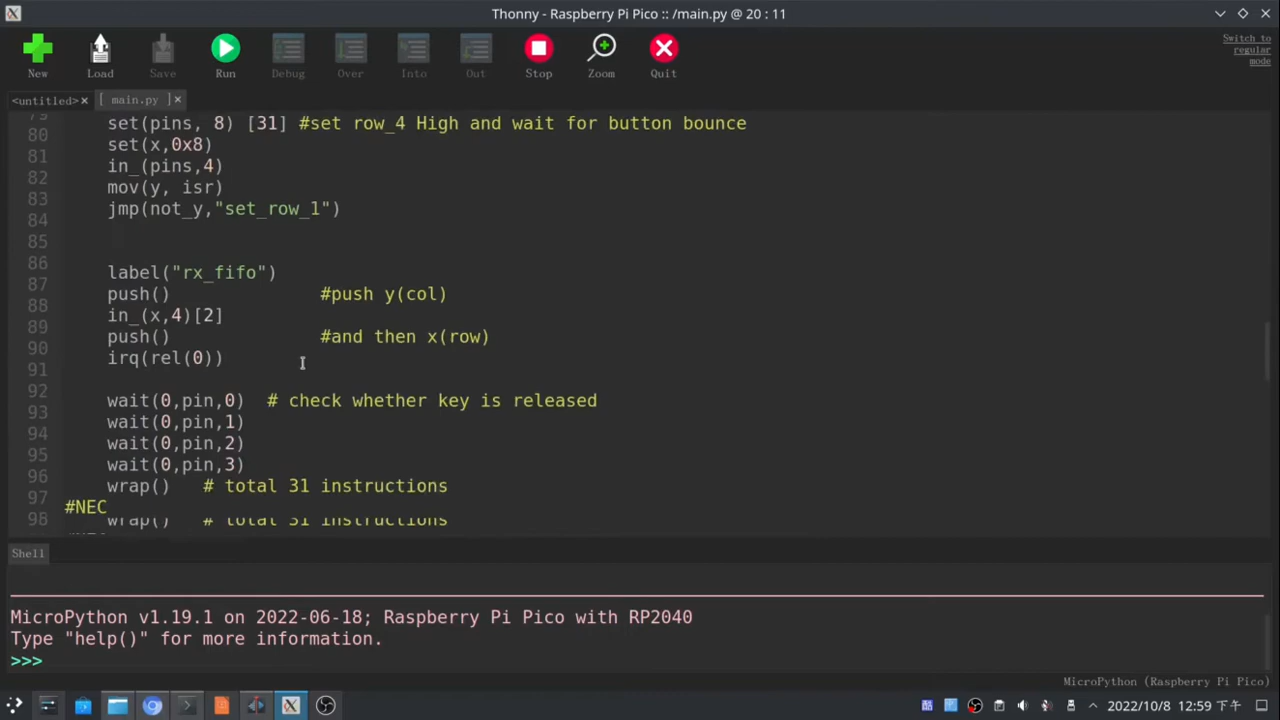 Thonny - Raspberry Pi Pico :: /main.py @ 20 : 11
New Load Save Run Debug Over Into Out Stop Zoom Quit
Switch to
regular
mode
<untitled> × [ main.py ] ×
79
80 set(pins, 8) [31] #set row_4 High and wait for button bounce
81 set(x,0x8)
82 in_(pins,4)
83 mov(y, isr)
84 jmp(not_y,"set_row_1")
85
86
87 label("rx_fifo")
88 push() #push y(col)
89 in_(x,4)[2]
90 push() #and then x(row)
91 irq(rel(0))
92
93 wait(0,pin,0) # check whether key is released
94 wait(0,pin,1)
95 wait(0,pin,2)
96 wait(0,pin,3)
97 wrap() # total 31 instructions
#NEC
98 wrap() # total 31 instructions
Shell
MicroPython v1.19.1 on 2022-06-18; Raspberry Pi Pico with RP2040
Type "help()" for more information.
>>>
MicroPython (Raspberry Pi Pico)
2022/10/8 12:59 下午